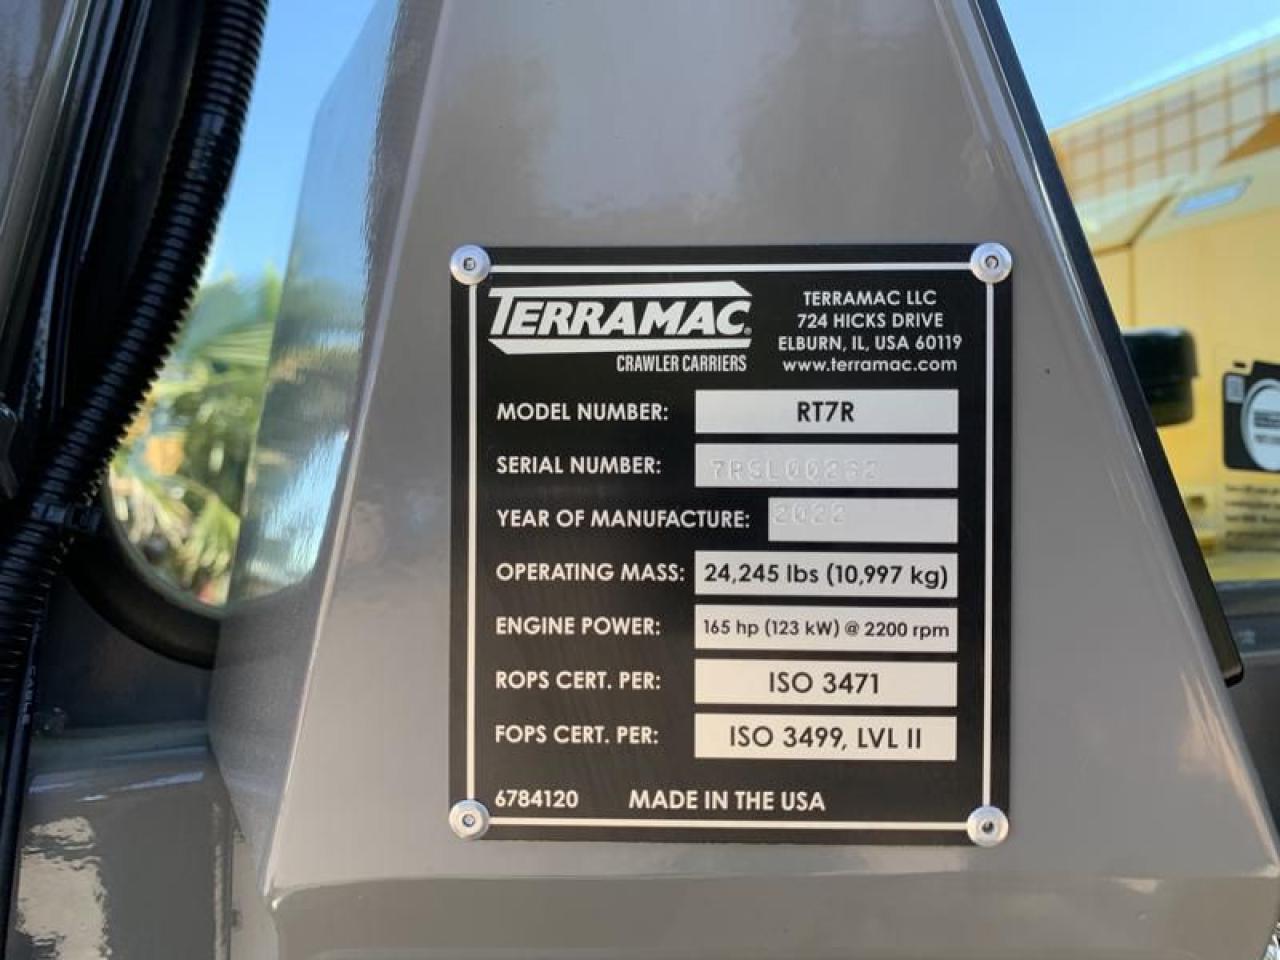 TERRAMAC®
CRAWLER CARRIERS
TERRAMAC LLC
724 HICKS DRIVE
ELBURN, IL, USA 60119
www.terramac.com
MODEL NUMBER: RT7R
SERIAL NUMBER:
YEAR OF MANUFACTURE: 2022
OPERATING MASS: 24,245 lbs (10,997 kg)
ENGINE POWER: 165 hp (123 kW) @ 2200 rpm
ROPS CERT. PER: ISO 3471
FOPS CERT. PER: ISO 3499, LVL II
6784120 MADE IN THE USA